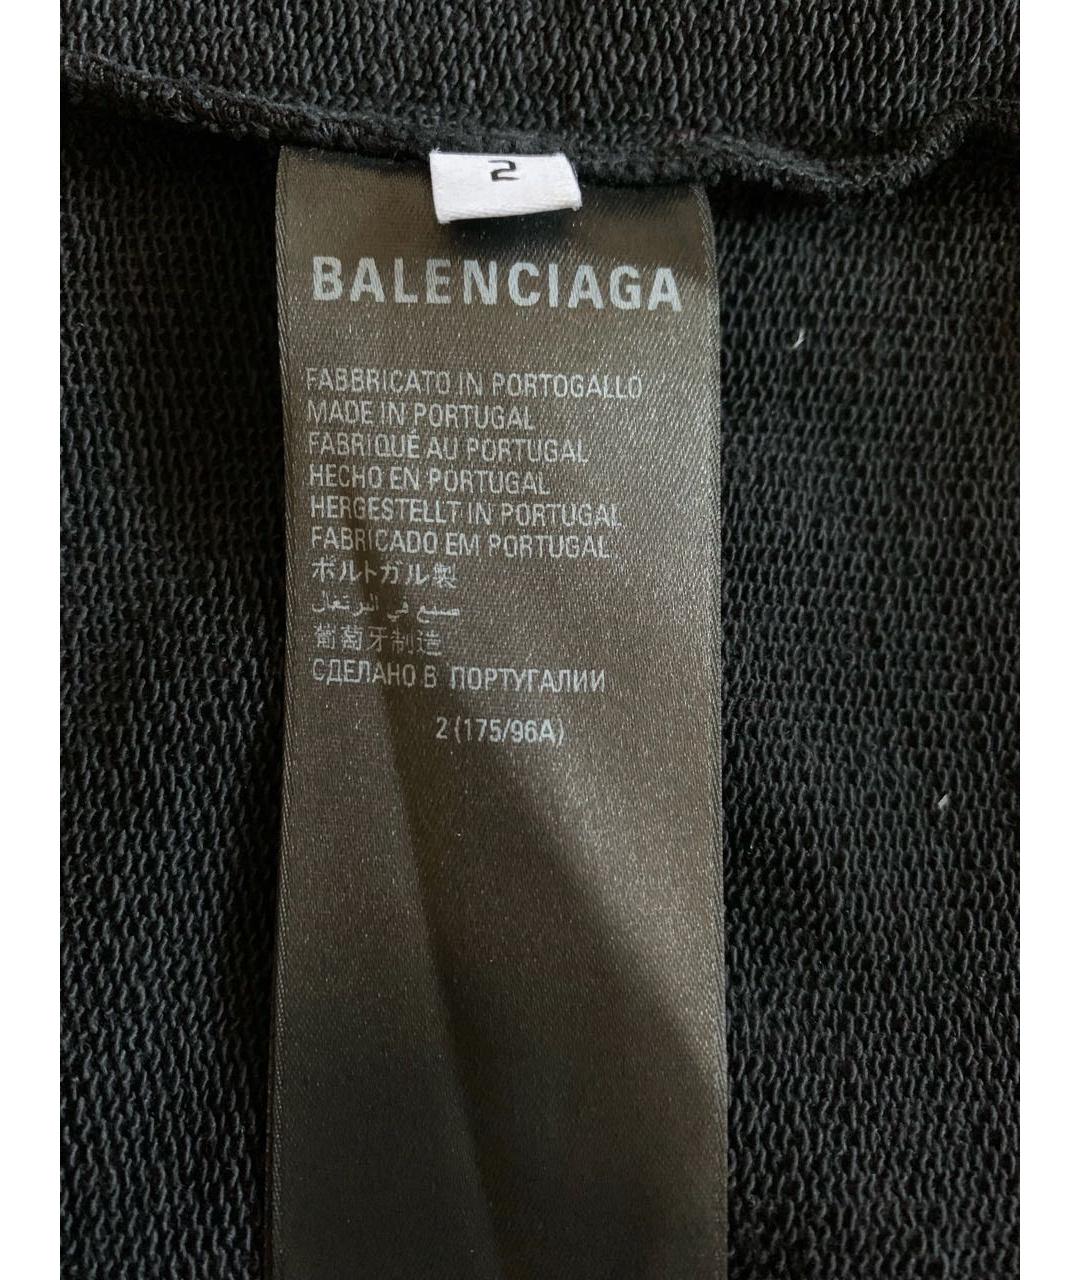 2
BALENCIAGA
FABBRICATO IN PORTOGALLO
MADE IN PORTUGAL
FABRIQUÉ AU PORTUGAL
HECHO EN PORTUGAL
HERGESTELLT IN PORTUGAL
FABRICADO EM PORTUGAL
ポルトガル製
صنع في البرتغال
葡萄牙制造
СДЕЛАНО В ПОРТУГАЛИИ
2 (175/96A)